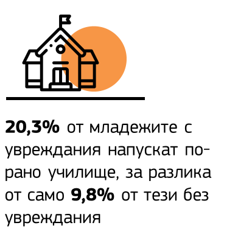 20,3% от младежите с
увреждания напускат по-
рано училище, за разлика
от само 9,8% от тези без
увреждания